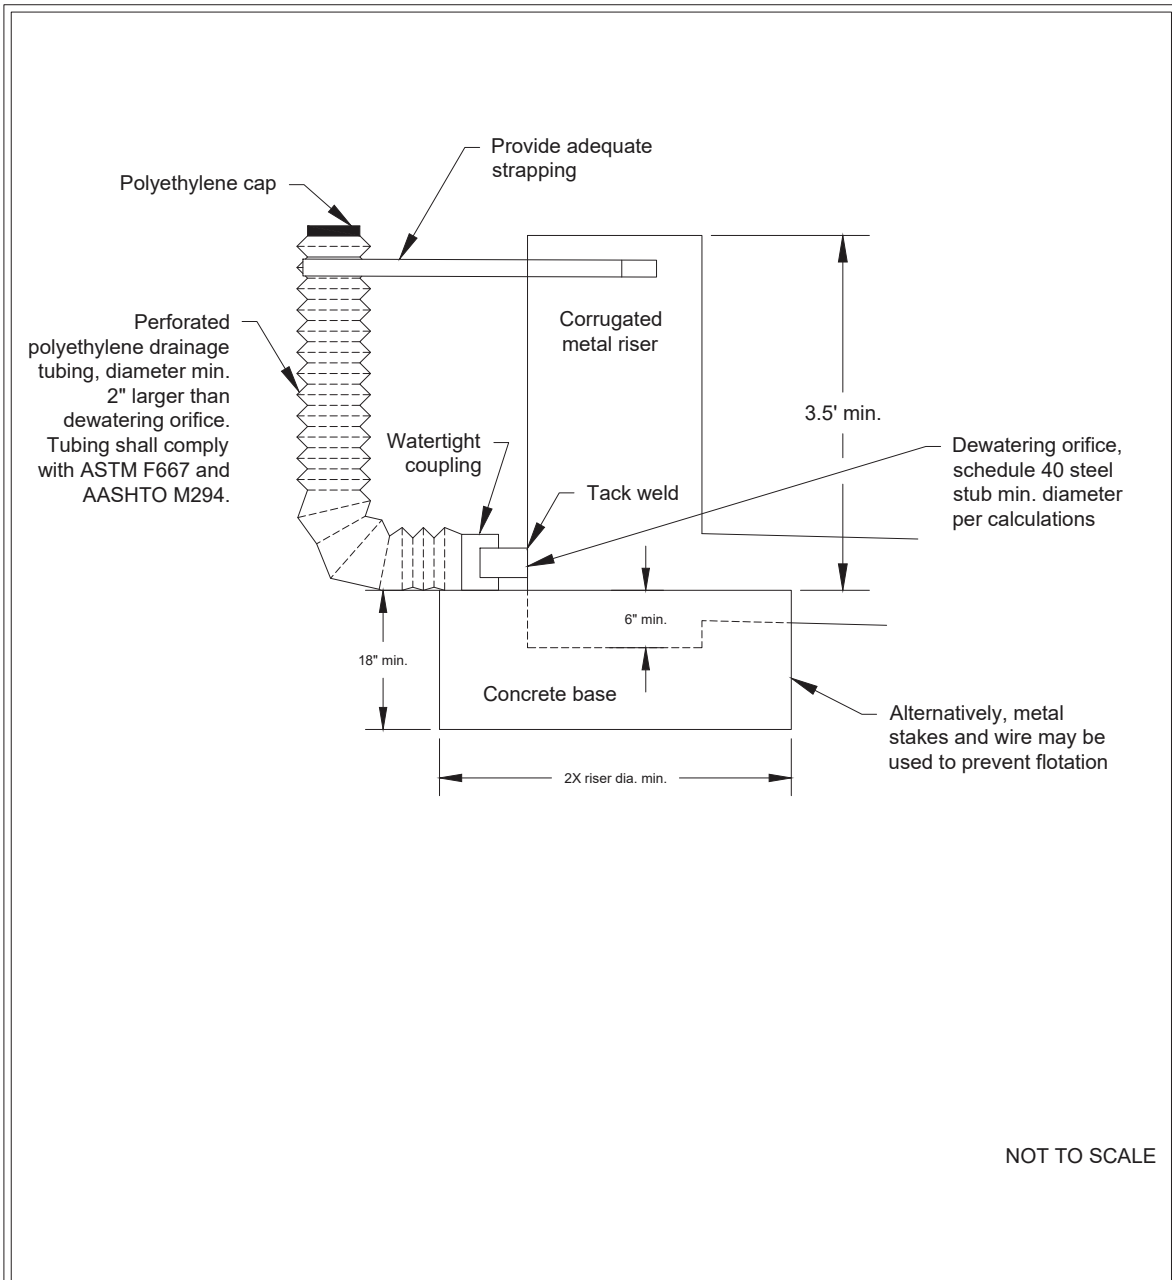 Provide adequate
strapping
Polyethylene cap
Perforated
polyethylene drainage
tubing, diameter min.
2" larger than
dewatering orifice.
Tubing shall comply
with ASTM F667 and
AASHTO M294.
Corrugated
metal riser
3.5' min.
Watertight
coupling
Tack weld
Dewatering orifice,
schedule 40 steel
stub min. diameter
per calculations
6" min.
18" min.
Concrete base
Alternatively, metal
stakes and wire may be
used to prevent flotation
2X riser dia. min.
NOT TO SCALE